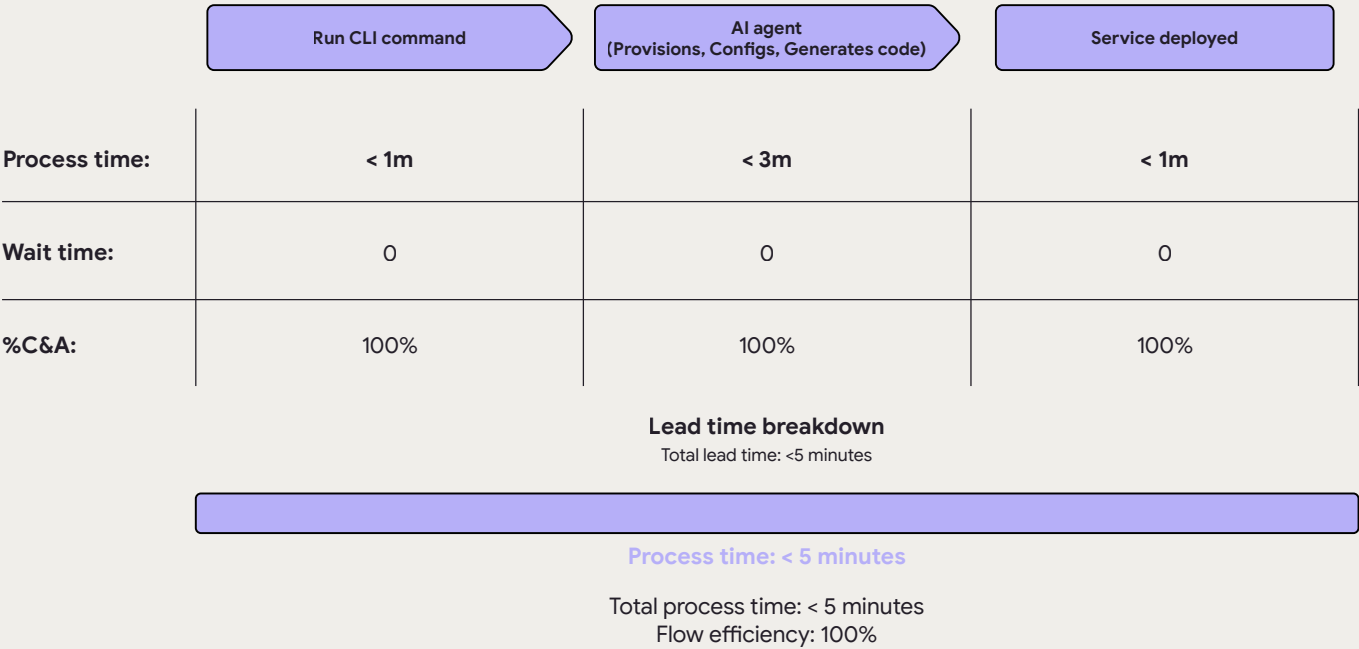 Run CLI command
AI agent
(Provisions, Configs, Generates code)
Service deployed
Process time:
< 1m
< 3m
< 1m
Wait time:
0
0
0
%C&A:
100%
100%
100%
Lead time breakdown
Total lead time: <5 minutes
Process time: < 5 minutes
Total process time: < 5 minutes
Flow efficiency: 100%